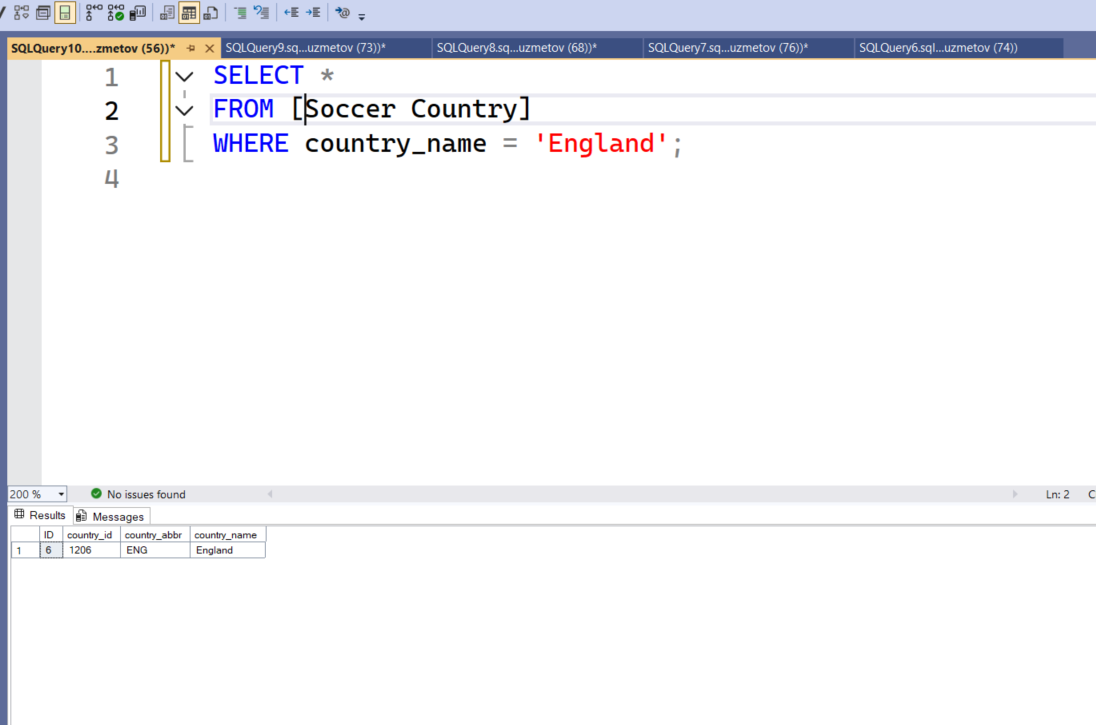 SQLQuery10....zmetov (56))*
SQLQuery9.sq...uzmetov (73))*
SQLQuery8.sq...uzmetov (68))*
SQLQuery7.sq...uzmetov (76))*
SQLQuery6.sql...uzmetov (74))
1 SELECT *
2 FROM [Soccer Country]
3 WHERE country_name = 'England';
4
200 % No issues found Ln: 2 C
Results Messages
ID country_id country_abbr country_name
1 6 1206 ENG England